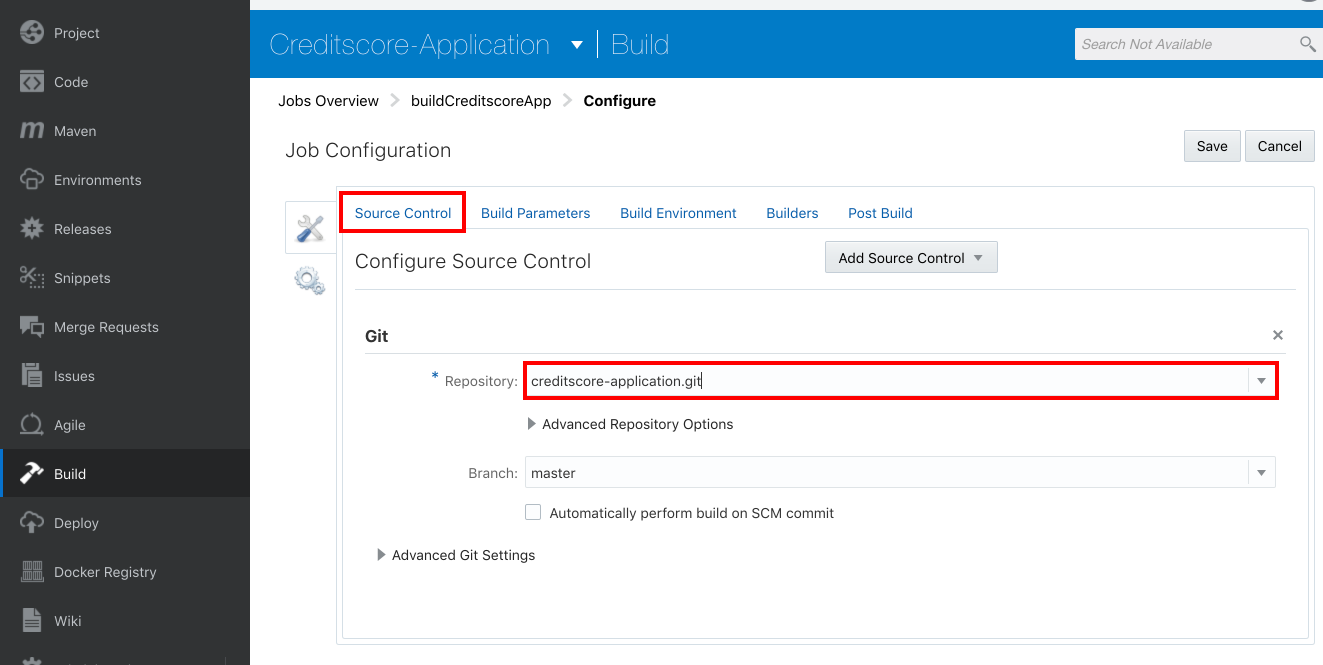 Project
Code
Maven
Environments
Releases
Snippets
Merge Requests
Issues
Agile
Build
Deploy
Docker Registry
Wiki
Creditscore-Application Build
Search Not Available
Jobs Overview buildCreditscoreApp Configure
Job Configuration
Save Cancel
Source Control Build Parameters Build Environment Builders Post Build
Configure Source Control
Add Source Control
Git
* Repository: creditscore-application.git
Advanced Repository Options
Branch: master
Automatically perform build on SCM commit
Advanced Git Settings